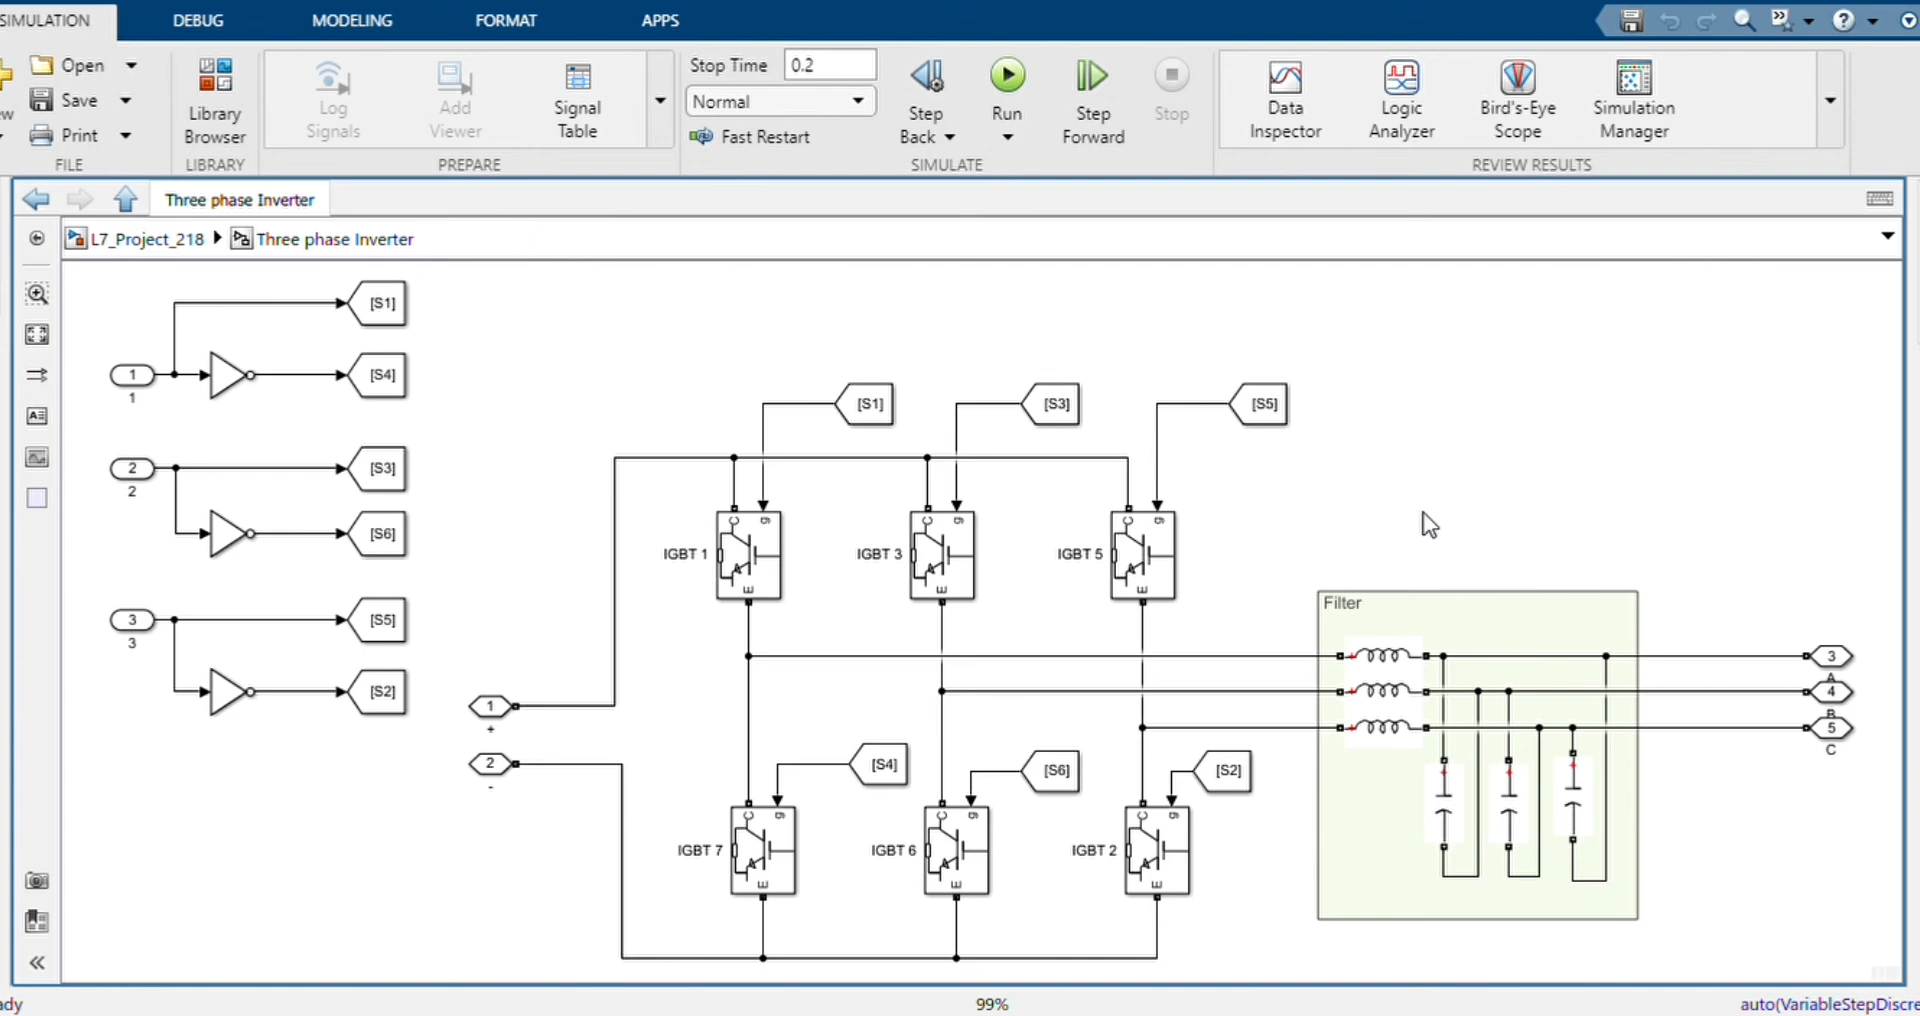 SIMULATION DEBUG MODELING FORMAT APPS
Open
Save
Print
FILE
Library
Browser
LIBRARY
Log
Signals
Add
Viewer
Signal
Table
PREPARE
Stop Time 0.2
Normal
Fast Restart
Step
Back
Run
Step
Forward
Stop
SIMULATE
Data
Inspector
Logic
Analyzer
Bird's-Eye
Scope
Simulation
Manager
REVIEW RESULTS
Three phase Inverter
L7_Project_218 Three phase Inverter
[S1]
1
1
[S4]
2
2
[S3]
[S6]
3
3
[S5]
[S2]
1
+
2
-
[S1] [S3] [S5]
C g C g C g
IGBT 1 IGBT 3 IGBT 5
E E E
[S4] [S6] [S2]
C g C g C g
IGBT 7 IGBT 6 IGBT 2
E E E
Filter
+
+
+
+ + +
3
A
4
B
5
C
ady 99% auto(VariableStepDiscre